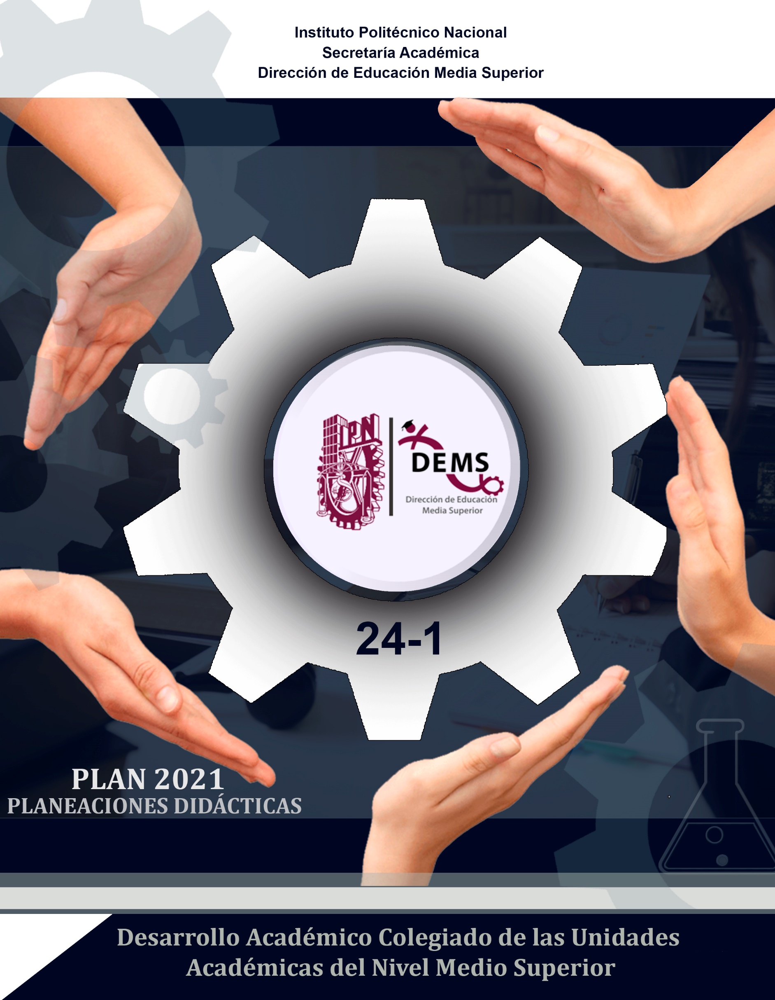 Instituto Politécnico Nacional
Secretaría Académica
Dirección de Educación Media Superior
IPN
DEMS
Dirección de Educación
Media Superior
24-1
PLAN 2021
PLANEACIONES DIDÁCTICAS
Desarrollo Académico Colegiado de las Unidades
Académicas del Nivel Medio Superior